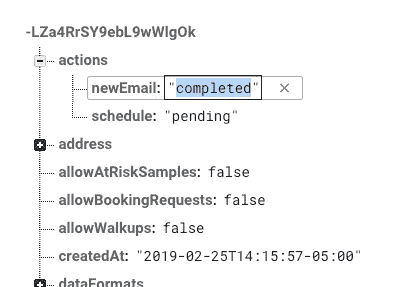 -LZa4RrSY9ebL9wWlgOk
actions
newEmail: "completed" ×
schedule: "pending"
address
allowAtRiskSamples: false
allowBookingRequests: false
allowWalkups: false
createdAt: "2019-02-25T14:15:57-05:00"
dataFormats